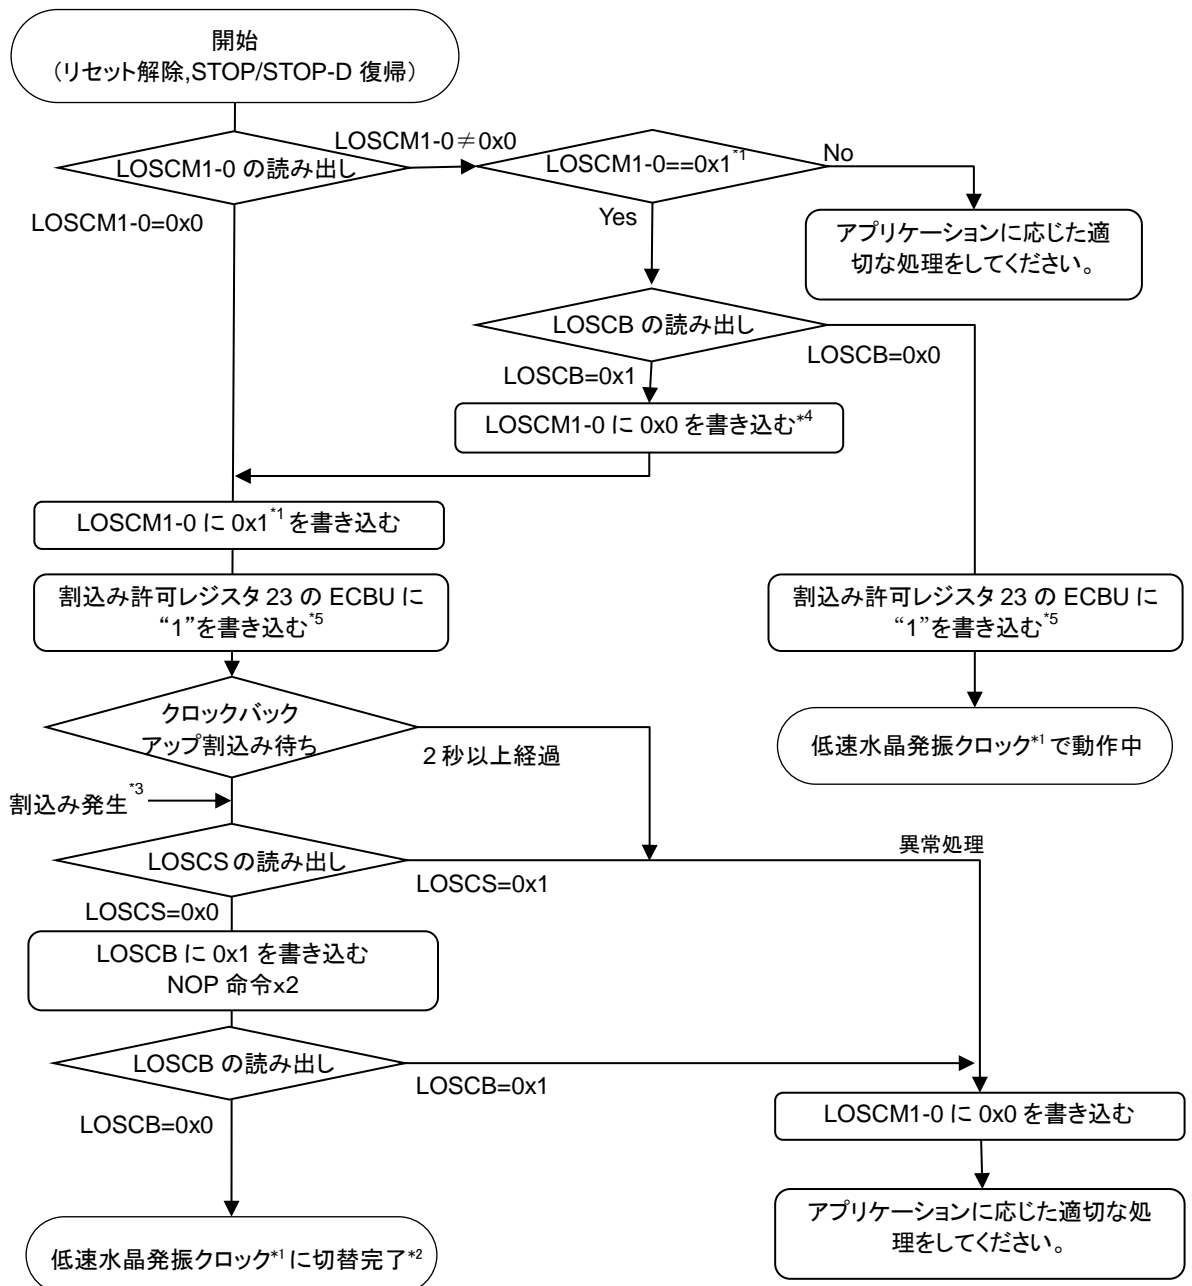 開始
(リセット解除,STOP/STOP-D 復帰)
LOSCM1-0 の読み出し
LOSCM1-0≠0x0
LOSCM1-0==0x1*1
No
LOSCM1-0=0x0
Yes
アプリケーションに応じた適
切な処理をしてください。
LOSCB の読み出し
LOSCB=0x0
LOSCB=0x1
LOSCM1-0 に 0x0 を書き込む*4
LOSCM1-0 に 0x1*1 を書き込む
割込み許可レジスタ 23 の ECBU に
“1”を書き込む*5
割込み許可レジスタ 23 の ECBU に
“1”を書き込む*5
クロックバック
アップ割込み待ち
2 秒以上経過
低速水晶発振クロック*1 で動作中
割込み発生*3
LOSCS の読み出し
異常処理
LOSCS=0x1
LOSCS=0x0
LOSCB に 0x1 を書き込む
NOP 命令x2
LOSCB の読み出し
LOSCB=0x1
LOSCB=0x0
LOSCM1-0 に 0x0 を書き込む
アプリケーションに応じた適切な処
理をしてください。
低速水晶発振クロック*1 に切替完了*2